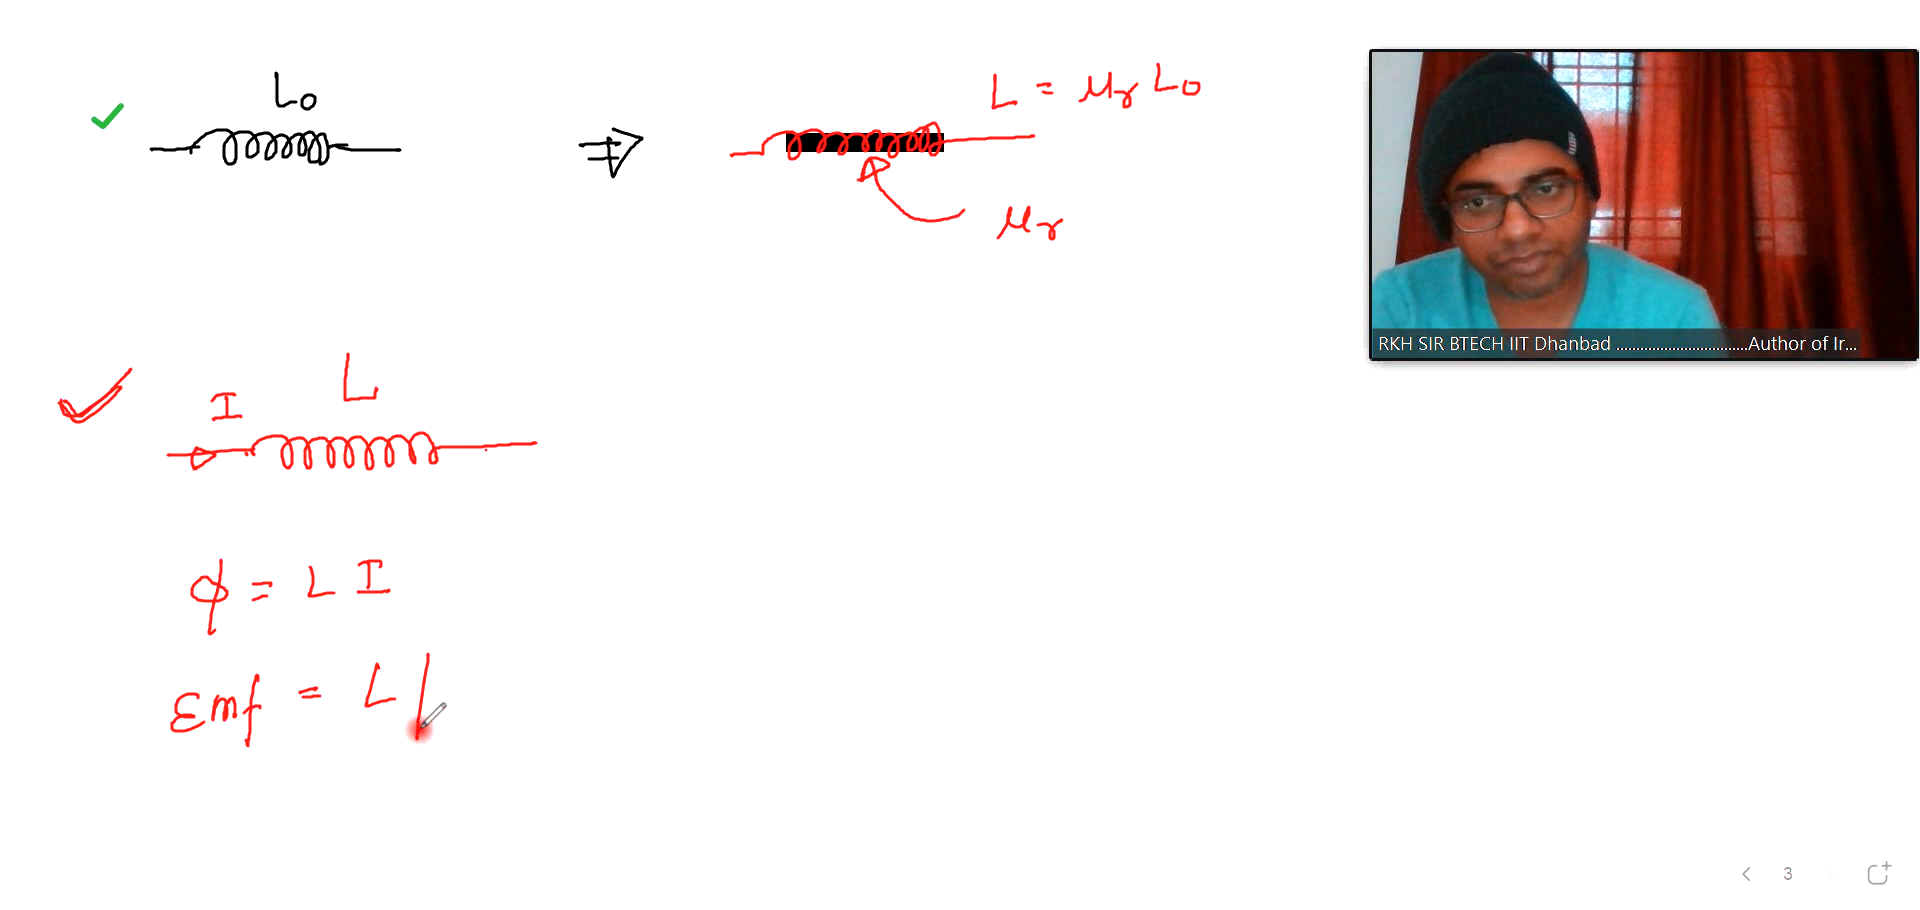 L₀
L = μr L₀
μr
I L
φ = L I
Emf = L
RKH SIR BTECH IIT Dhanbad ................................Author of Ir...
3